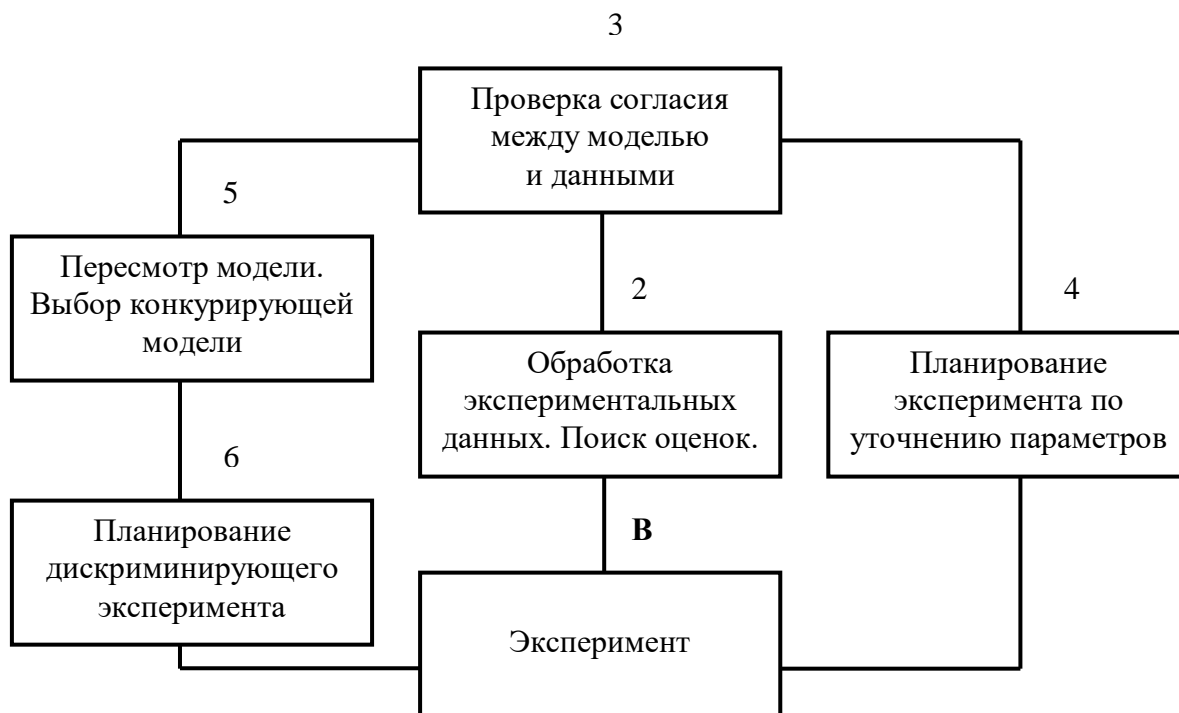 3
Проверка согласия
между моделью
и данными
5
Пересмотр модели.
Выбор конкурирующей
модели
2
Обработка
экспериментальных
данных. Поиск оценок.
4
Планирование
эксперимента по
уточнению параметров
6
Планирование
дискриминирующего
эксперимента
В
Эксперимент